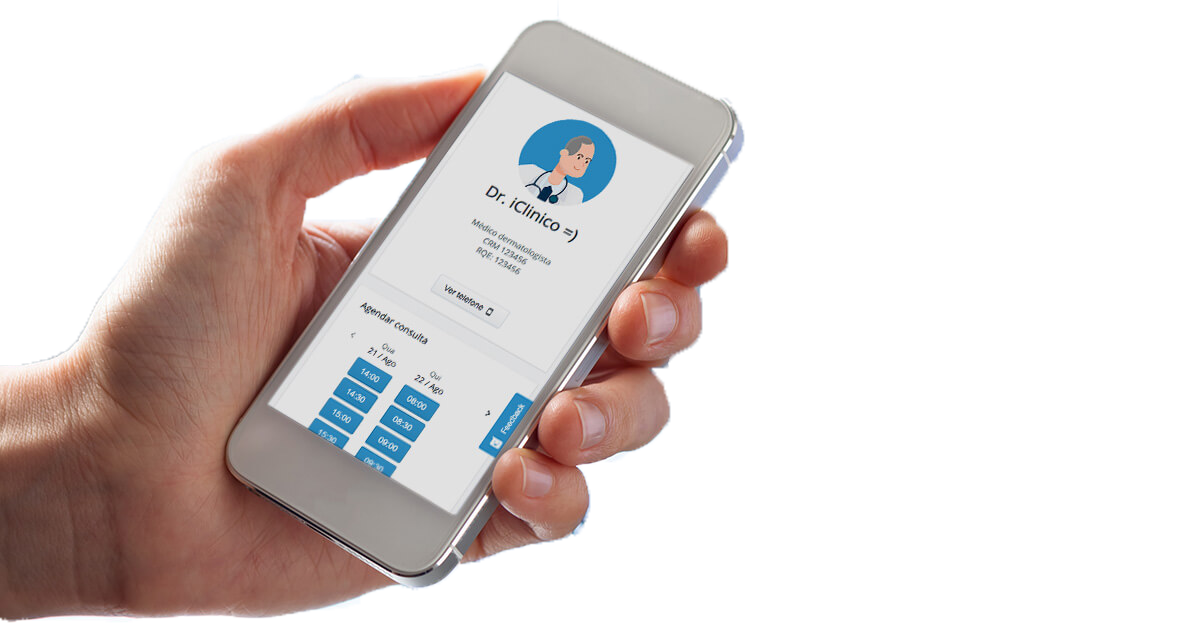 Dr. iClinico =)
Médico dermatologista
CRM 123456
RQE: 123456
Ver telefone
Agendar consulta
Qua
21 / Ago
14:00
14:30
15:00
15:30
Qui
22 / Ago
08:00
08:30
09:00
09:30
Feedback